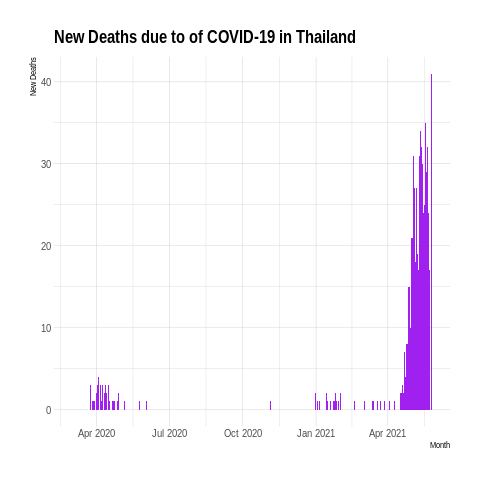 New Deaths due to of COVID-19 in Thailand
New Deaths
40
30
20
10
0
Apr 2020 Jul 2020 Oct 2020 Jan 2021 Apr 2021
Month